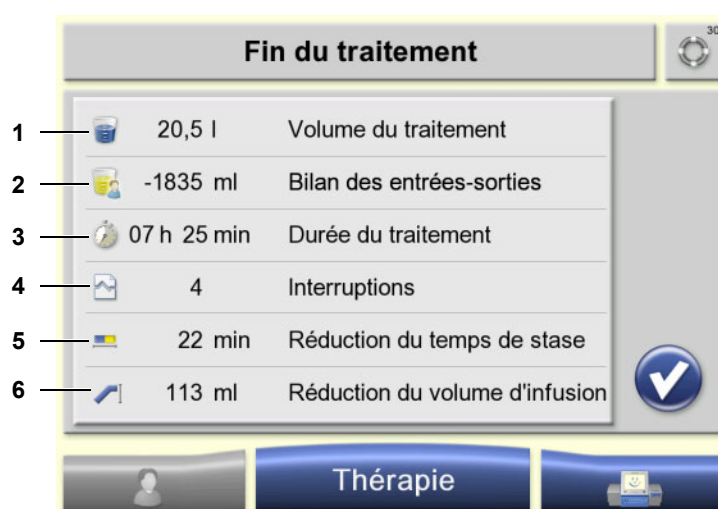 Fin du traitement
30
1 20,5 l Volume du traitement
2 -1835 ml Bilan des entrées-sorties
3 07 h 25 min Durée du traitement
4 4 Interruptions
5 22 min Réduction du temps de stase
6 113 ml Réduction du volume d'infusion
Thérapie